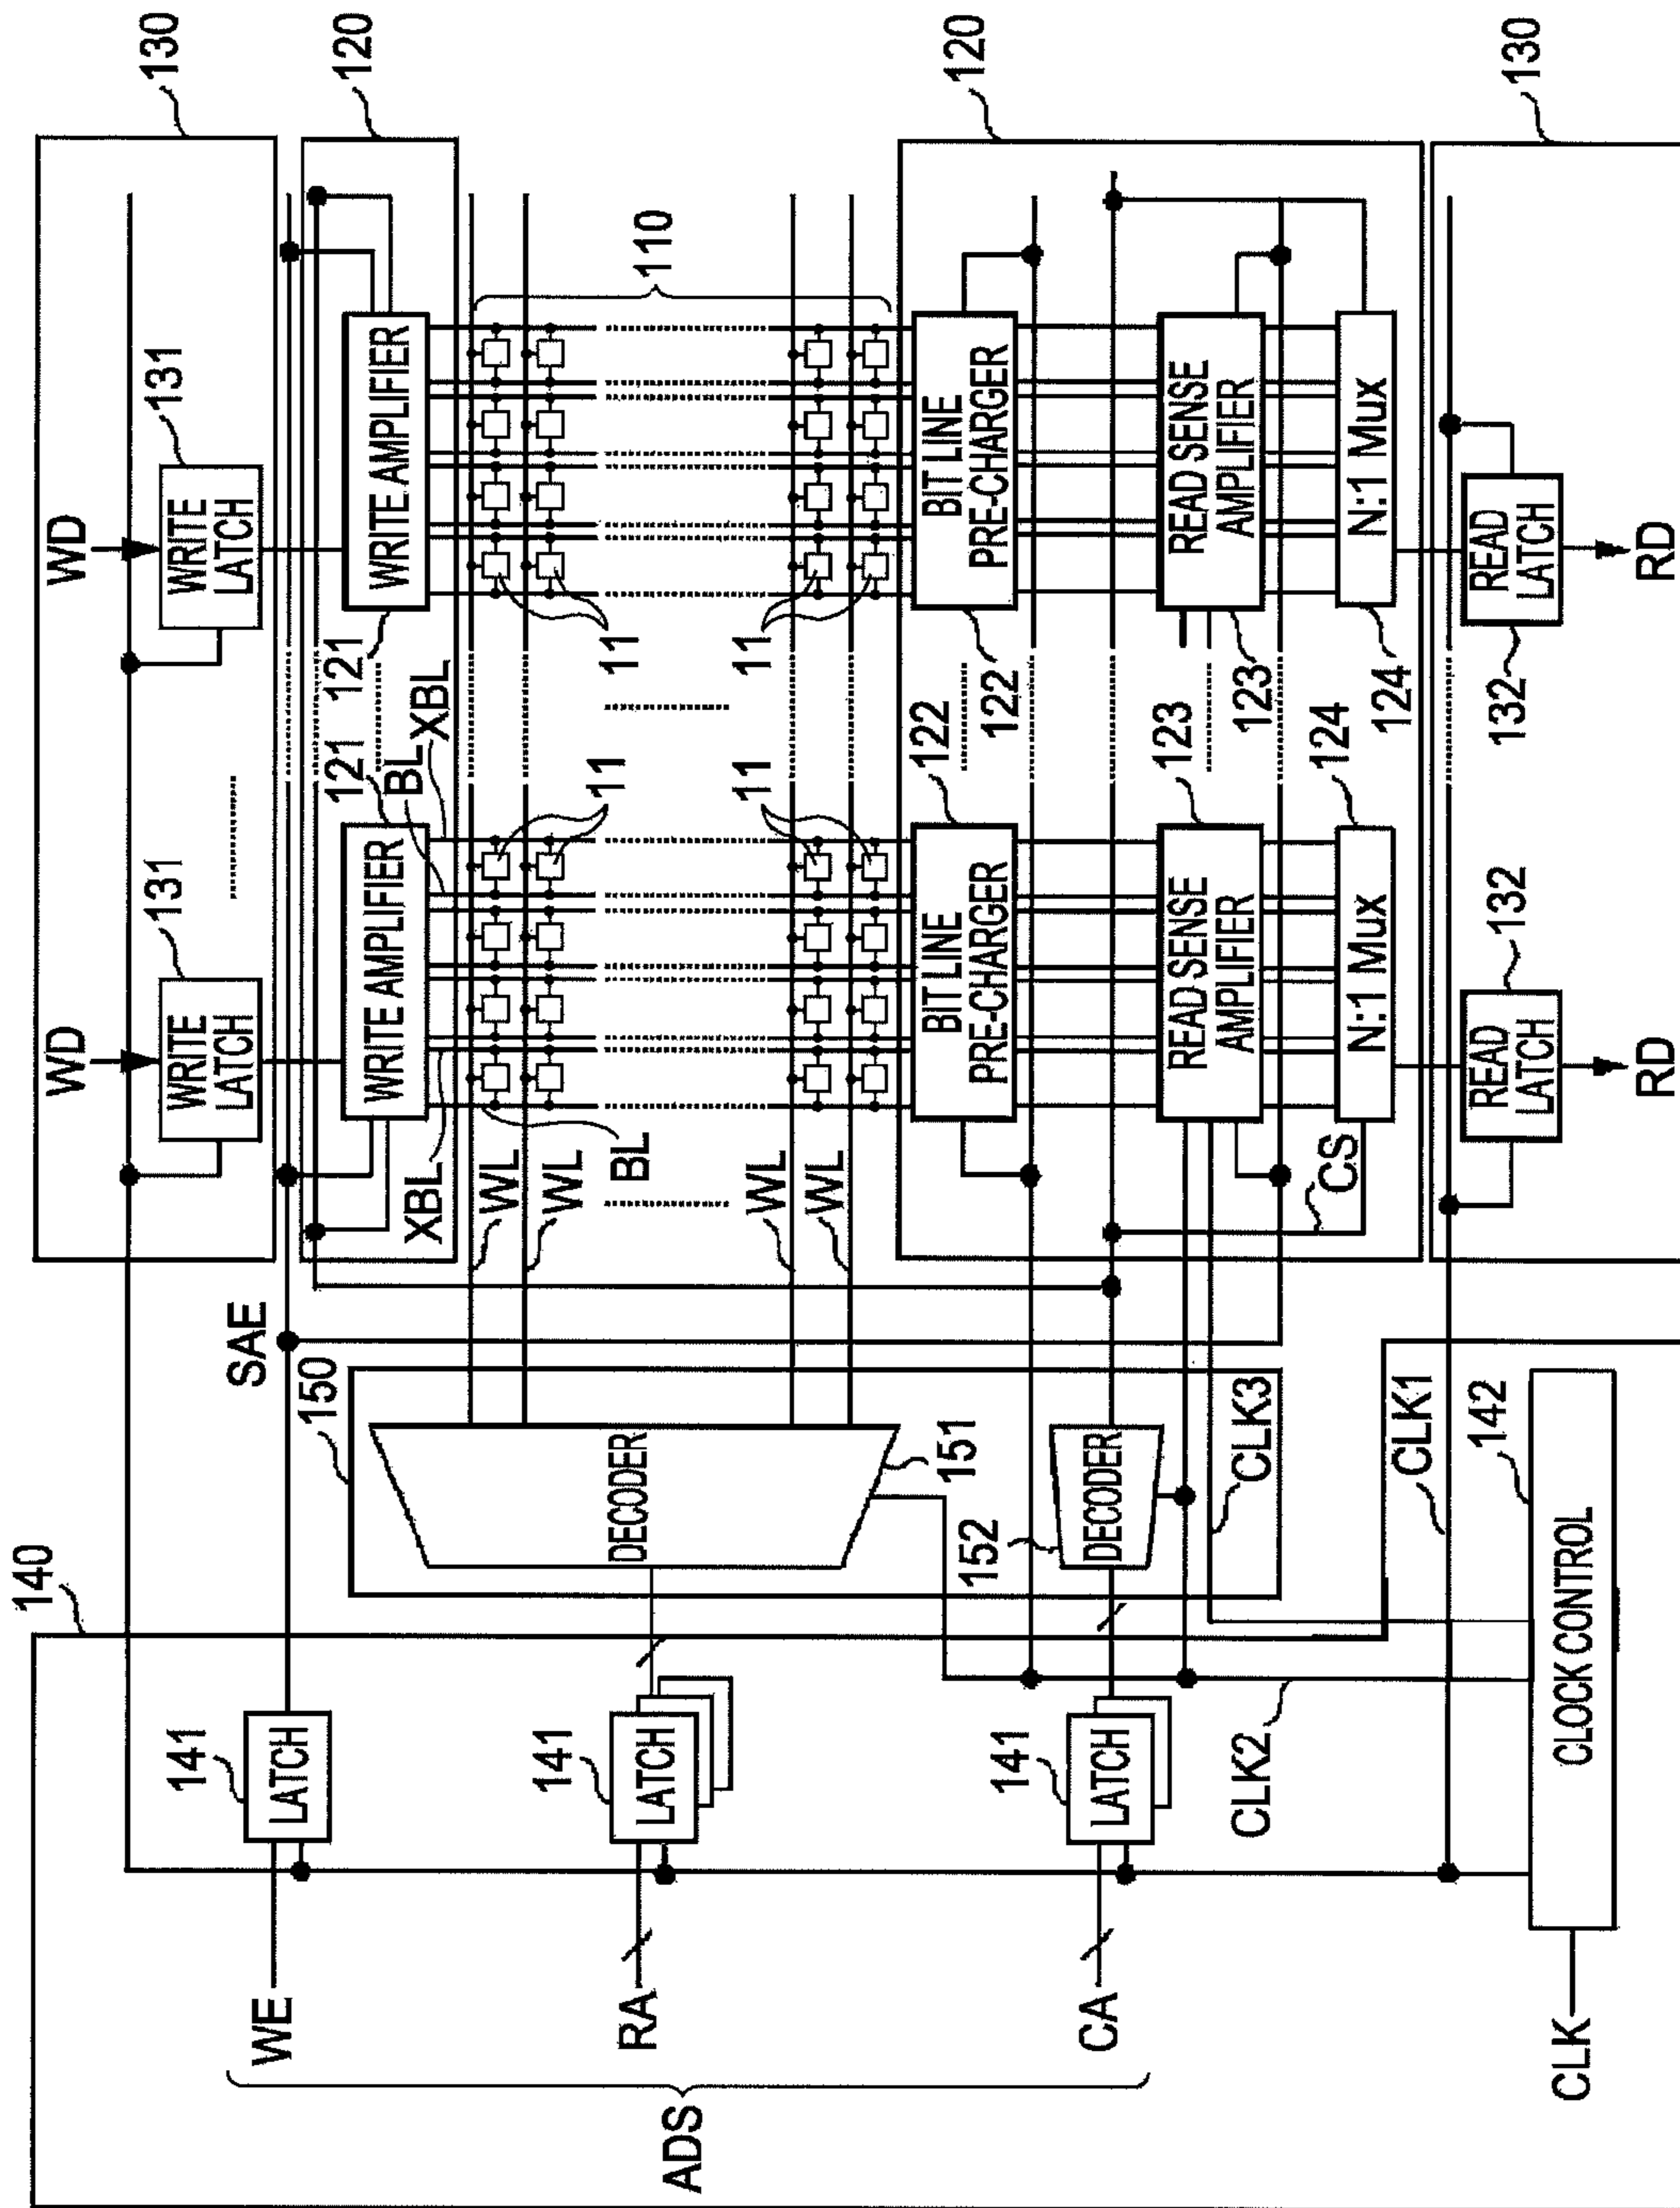 130
120
120
130
WD
131
WRITE
LATCH
131
WD
WRITE
LATCH
WRITE AMPLIFIER
121
110
11
11
BIT LINE
PRE-CHARGER
122
READ SENSE
AMPLIFIER
123
N:1 Mux
124
READ
LATCH
132
RD
121
BL
XBL
WRITE AMPLIFIER
XBL
BL
11
11
122
BIT LINE
PRE-CHARGER
123
READ SENSE
AMPLIFIER
124
N:1 Mux
132
READ
LATCH
RD
WL
WL
WL
WL
CS
SAE
150
DECODER
151
152
DECODER
CLK3
CLK1
142
CLOCK CONTROL
140
141
LATCH
141
LATCH
141
LATCH
CLK2
WE
RA
CA
CLK
ADS